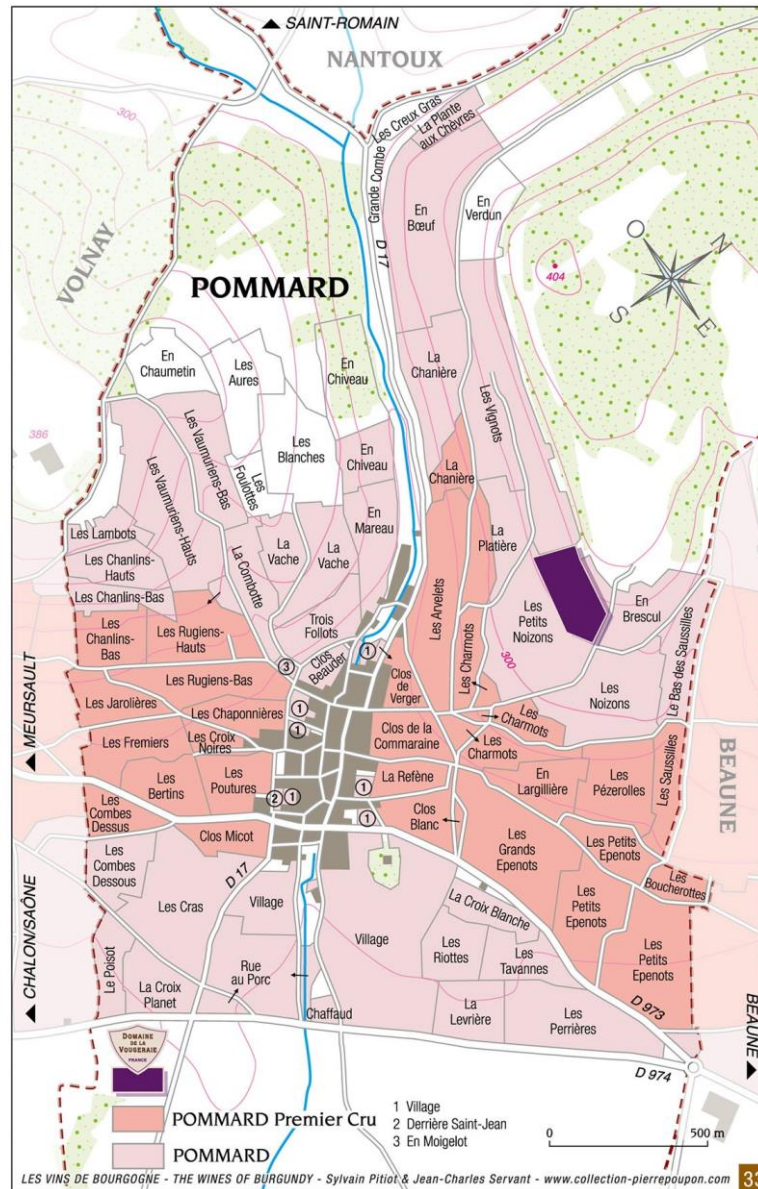 SAINT-ROMAIN
NANTOUX
Les Creux Gras
La Plante
aux Chèvres
300
Grande Combe
D 17
En
Bœuf
En
Verdun
VOLNAY
POMMARD
404
O
N
S
E
En
Chaumetin
Les
Aures
En
Chiveau
La
Chanière
Les Vignots
386
Les Vaumuriens-Bas
Les
Blanches
Les
Foulottes
En
Chiveau
La
Chanière
Les Vaumuriens-Hauts
En
Mareau
Les Lambots
Les Chanlins-
Hauts
Les Chanlins-Bas
La Combotte
La
Vache
La
Vache
La
Platière
Les Arvelets
Les
Petits
Noizons
En
Brescul
Les
Chanlins-
Bas
Les Rugiens-
Hauts
Trois
Follots
Clos
Beauder
1
3
Clos
de
Verger
Les Charmots
300
Les
Noizons
Le Bas des Saussilles
MEURSAULT
Les Rugiens-Bas
Les Jarolières
Les Chaponnières
1
1
Les
Charmots
Les
Charmots
Clos de la
Commaraine
Les Fremiers
Les Croix
Noires
La Refène
En
Largillière
Les
Pézerolles
Les Saussilles
BEAUNE
Les
Bertins
Les
Poutures
2
1
1
1
Clos
Blanc
Les
Combes
Dessus
Clos Micot
Les
Grands
Epenots
Les Petits
Epenots
Les
Boucherottes
Les
Combes
Dessous
D 17
Les Cras
Village
Village
La Croix Blanche
Les
Petits
Epenots
Les
Riottes
Les
Tavannes
Les
Petits
Epenots
CHALON/SAÔNE
Le Poisot
La Croix
Planet
Rue
au Porc
Chaffaud
La
Levrière
Les
Perrières
D 973
BEAUNE
D 974
DOMAINE
DE LA
VOUGERAIE
FRANCE
POMMARD Premier Cru
POMMARD
1 Village
2 Derrière Saint-Jean
3 En Moigelot
0 500 m
LES VINS DE BOURGOGNE - THE WINES OF BURGUNDY - Sylvain Pitiot & Jean-Charles Servant - www.collection-pierrepoupon.com 33